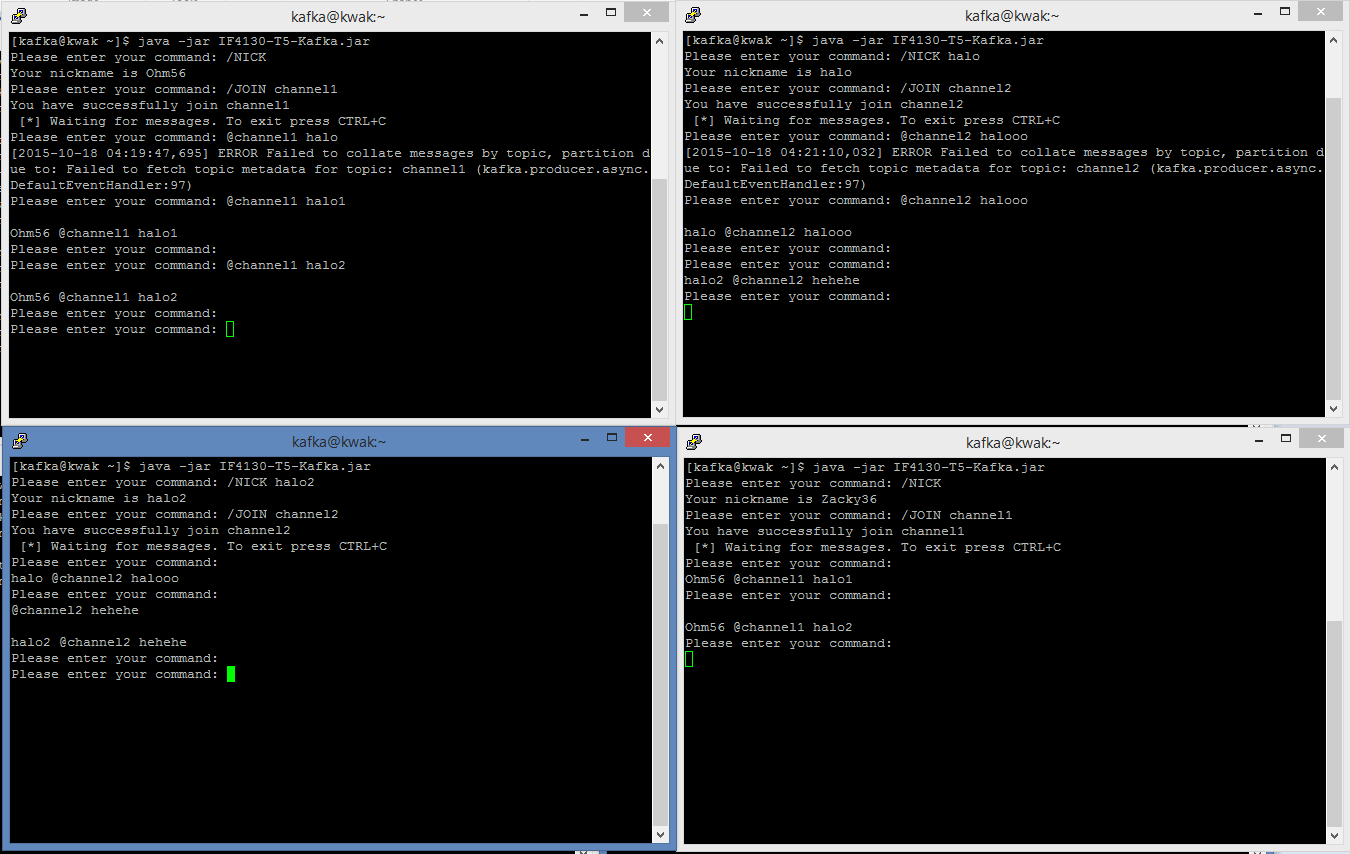 kafka@kwak:~
[kafka@kwak ~]$ java -jar IF4130-T5-Kafka.jar
Please enter your command: /NICK
Your nickname is Ohm56
Please enter your command: /JOIN channel1
You have successfully join channel1
[*] Waiting for messages. To exit press CTRL+C
Please enter your command: @channel1 halo
[2015-10-18 04:19:47,695] ERROR Failed to collate messages by topic, partition d
ue to: Failed to fetch topic metadata for topic: channel1 (kafka.producer.async.
DefaultEventHandler:97)
Please enter your command: @channel1 halo1
Ohm56 @channel1 halo1
Please enter your command:
Please enter your command: @channel1 halo2
Ohm56 @channel1 halo2
Please enter your command:
Please enter your command:
kafka@kwak:~
[kafka@kwak ~]$ java -jar IF4130-T5-Kafka.jar
Please enter your command: /NICK halo
Your nickname is halo
Please enter your command: /JOIN channel2
You have successfully join channel2
[*] Waiting for messages. To exit press CTRL+C
Please enter your command: @channel2 halooo
[2015-10-18 04:21:10,032] ERROR Failed to collate messages by topic, partition d
ue to: Failed to fetch topic metadata for topic: channel2 (kafka.producer.async.
DefaultEventHandler:97)
Please enter your command: @channel2 halooo
halo @channel2 halooo
Please enter your command:
Please enter your command:
halo2 @channel2 hehehe
Please enter your command:
kafka@kwak:~
[kafka@kwak ~]$ java -jar IF4130-T5-Kafka.jar
Please enter your command: /NICK halo2
Your nickname is halo2
Please enter your command: /JOIN channel2
You have successfully join channel2
[*] Waiting for messages. To exit press CTRL+C
Please enter your command:
halo @channel2 halooo
Please enter your command:
@channel2 hehehe
halo2 @channel2 hehehe
Please enter your command:
Please enter your command:
kafka@kwak:~
[kafka@kwak ~]$ java -jar IF4130-T5-Kafka.jar
Please enter your command: /NICK
Your nickname is Zacky36
Please enter your command: /JOIN channel1
You have successfully join channel1
[*] Waiting for messages. To exit press CTRL+C
Please enter your command:
Ohm56 @channel1 halo1
Please enter your command:
Ohm56 @channel1 halo2
Please enter your command: